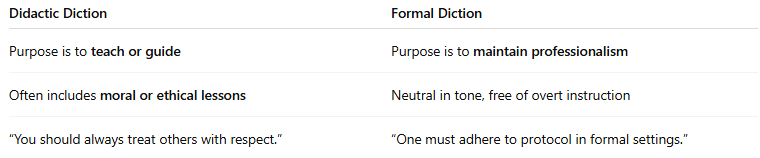 Didactic Diction Formal Diction
Purpose is to teach or guide Purpose is to maintain professionalism
Often includes moral or ethical lessons Neutral in tone, free of overt instruction
“You should always treat others with respect.” “One must adhere to protocol in formal settings.”